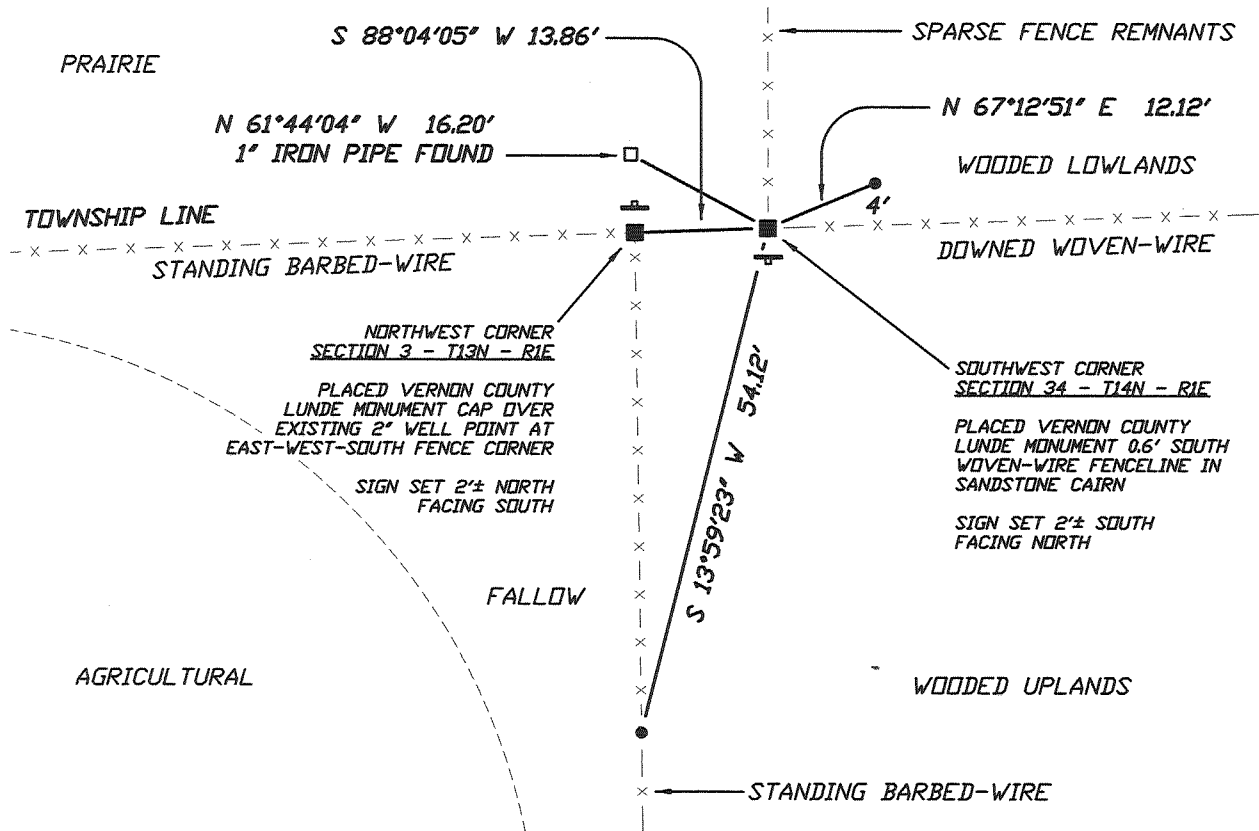 S 88°04'05" W 13.86'
SPARSE FENCE REMNANTS
PRAIRIE
N 67°12'51" E 12.12'
N 61°44'04" W 16.20'
1" IRON PIPE FOUND
WOODED LOWLANDS
4'
TOWNSHIP LINE
DOWNED WOVEN-WIRE
STANDING BARBED-WIRE
NORTHWEST CORNER
SECTION 3 - T13N - R1E
PLACED VERNON COUNTY
LUNDE MONUMENT CAP OVER
EXISTING 2" WELL POINT AT
EAST-WEST-SOUTH FENCE CORNER
SIGN SET 2'± NORTH
FACING SOUTH
SOUTHWEST CORNER
SECTION 34 - T14N - R1E
PLACED VERNON COUNTY
LUNDE MONUMENT 0.6' SOUTH
WOVEN-WIRE FENCELINE IN
SANDSTONE CAIRN
SIGN SET 2'± SOUTH
FACING NORTH
S 13°59'23" W 54.12'
FALLOW
AGRICULTURAL
WOODED UPLANDS
STANDING BARBED-WIRE